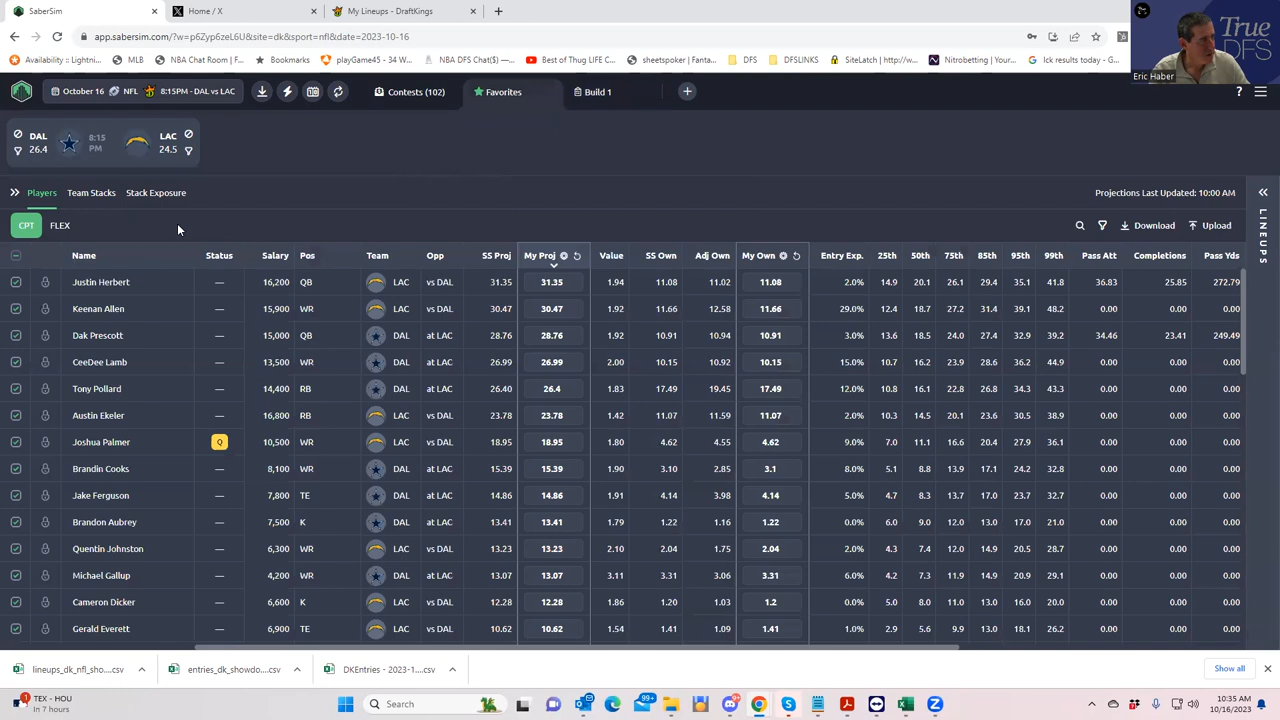 SaberSim
Home / X
My Lineups - DraftKings
True DFS
app.sabersim.com/?w=p6Zyp6zeL6U&site=dk&sport=nfl&date=2023-10-16
Availability :: Lightnin...
MLB
NBA Chat Room | F...
Bookmarks
playGame45 - 34 W...
NBA DFS Chat($) --...
Best of Thug LIFE C...
sheetspoker | Fanta...
DFS
DFSLINKS
SiteLatch | http://w...
Nitrobetting | Your...
Ick results today - G...
Eric Haber
October 16 NFL 8:15PM - DAL vs LAC
Contests (102)
Favorites
Build 1
DAL 26.4 8:15 PM LAC 24.5
Players Team Stacks Stack Exposure
Projections Last Updated: 10:00 AM
CPT FLEX
Download Upload
LINEUPS
Name Status Salary Pos Team Opp SS Proj My Proj Value SS Own Adj Own My Own Entry Exp. 25th 50th 75th 85th 95th 99th Pass Att Completions Pass Yds
Justin Herbert — 16,200 QB LAC vs DAL 31.35 31.35 1.94 11.08 11.02 11.08 2.0% 14.9 20.1 26.1 29.4 35.1 41.8 36.83 25.85 272.79
Keenan Allen — 15,900 WR LAC vs DAL 30.47 30.47 1.92 11.66 12.58 11.66 29.0% 12.4 18.7 27.2 31.4 39.1 48.2 0.00 0.00 0.00
Dak Prescott — 15,000 QB DAL at LAC 28.76 28.76 1.92 10.91 10.94 10.91 3.0% 13.6 18.5 24.0 27.4 32.9 39.1 34.46 23.41 249.49
CeeDee Lamb — 13,500 WR DAL at LAC 26.99 26.99 2.00 10.15 10.92 10.15 15.0% 10.7 16.2 23.9 28.6 36.2 44.9 0.00 0.00 0.00
Tony Pollard — 14,400 RB DAL at LAC 26.40 26.4 1.83 17.49 19.45 17.49 12.0% 10.8 16.1 22.8 26.8 34.3 43.3 0.00 0.00 0.00
Austin Ekeler — 16,800 RB LAC vs DAL 23.78 23.78 1.42 11.07 11.59 11.07 2.0% 10.3 14.5 20.1 23.6 30.5 38.9 0.00 0.00 0.00
Joshua Palmer Q 10,500 WR LAC vs DAL 18.95 18.95 1.80 4.62 4.55 4.62 9.0% 7.0 11.1 16.6 20.4 27.9 36.1 0.00 0.00 0.00
Brandin Cooks — 8,100 WR DAL at LAC 15.39 15.39 1.90 3.10 2.85 3.1 8.0% 5.1 8.8 13.9 17.1 24.2 32.8 0.00 0.00 0.00
Jake Ferguson — 7,800 TE DAL at LAC 14.86 14.86 1.91 4.14 3.98 4.14 5.0% 4.7 8.3 13.7 17.0 23.7 32.7 0.00 0.00 0.00
Brandon Aubrey — 7,500 K DAL at LAC 13.41 13.41 1.79 1.22 1.16 1.22 0.0% 6.0 9.0 12.0 13.0 17.0 21.0 0.00 0.00 0.00
Quentin Johnston — 6,300 WR LAC vs DAL 13.23 13.23 2.10 2.04 1.75 2.04 2.0% 4.3 7.4 12.0 14.9 20.5 28.7 0.00 0.00 0.00
Michael Gallup — 4,200 WR DAL at LAC 13.07 13.07 3.11 3.31 3.06 3.31 6.0% 4.2 7.3 11.9 14.9 20.9 29.1 0.00 0.00 0.00
Cameron Dicker — 6,600 K LAC vs DAL 12.28 12.28 1.86 1.20 1.03 1.2 0.0% 5.0 8.0 11.0 13.0 16.0 20.0 0.00 0.00 0.00
Gerald Everett — 6,900 TE LAC vs DAL 10.62 10.62 1.54 1.41 1.09 1.41 1.0% 2.9 5.6 9.9 13.0 18.1 26.2 0.00 0.00 0.00
lineups_dk_nfl_sho....csv
entries_dk_showdo....csv
DKEntries - 2023-1....csv
Show all
TEX - HOU
In 7 hours
Search
99+
10:35 AM
10/16/2023